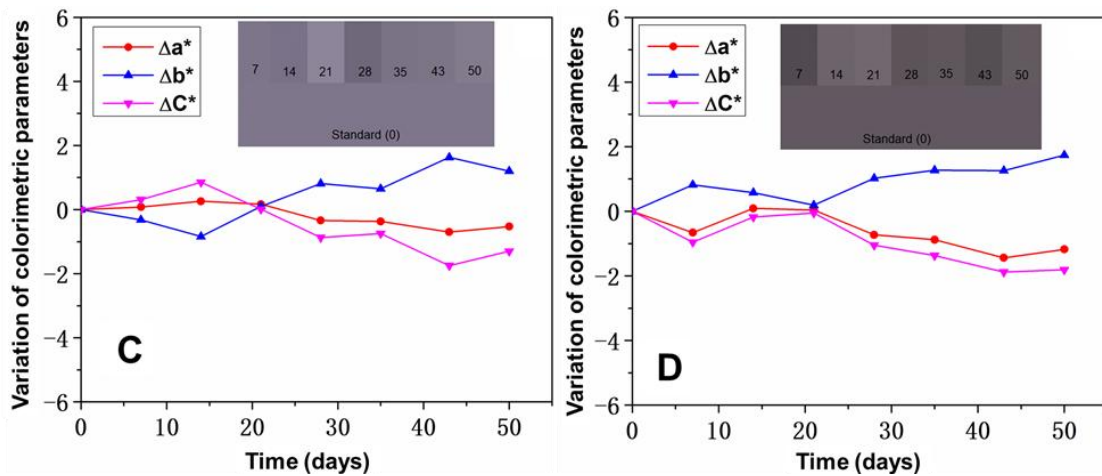 Variation of colorimetric parameters
6
4
2
0
−2
−4
−6
Δa*
Δb*
ΔC*
7 14 21 28 35 43 50
Standard (0)
C
0 10 20 30 40 50
Time (days)
Variation of colorimetric parameters
6
4
2
0
−2
−4
−6
Δa*
Δb*
ΔC*
7 14 21 28 35 43 50
Standard (0)
D
0 10 20 30 40 50
Time (days)